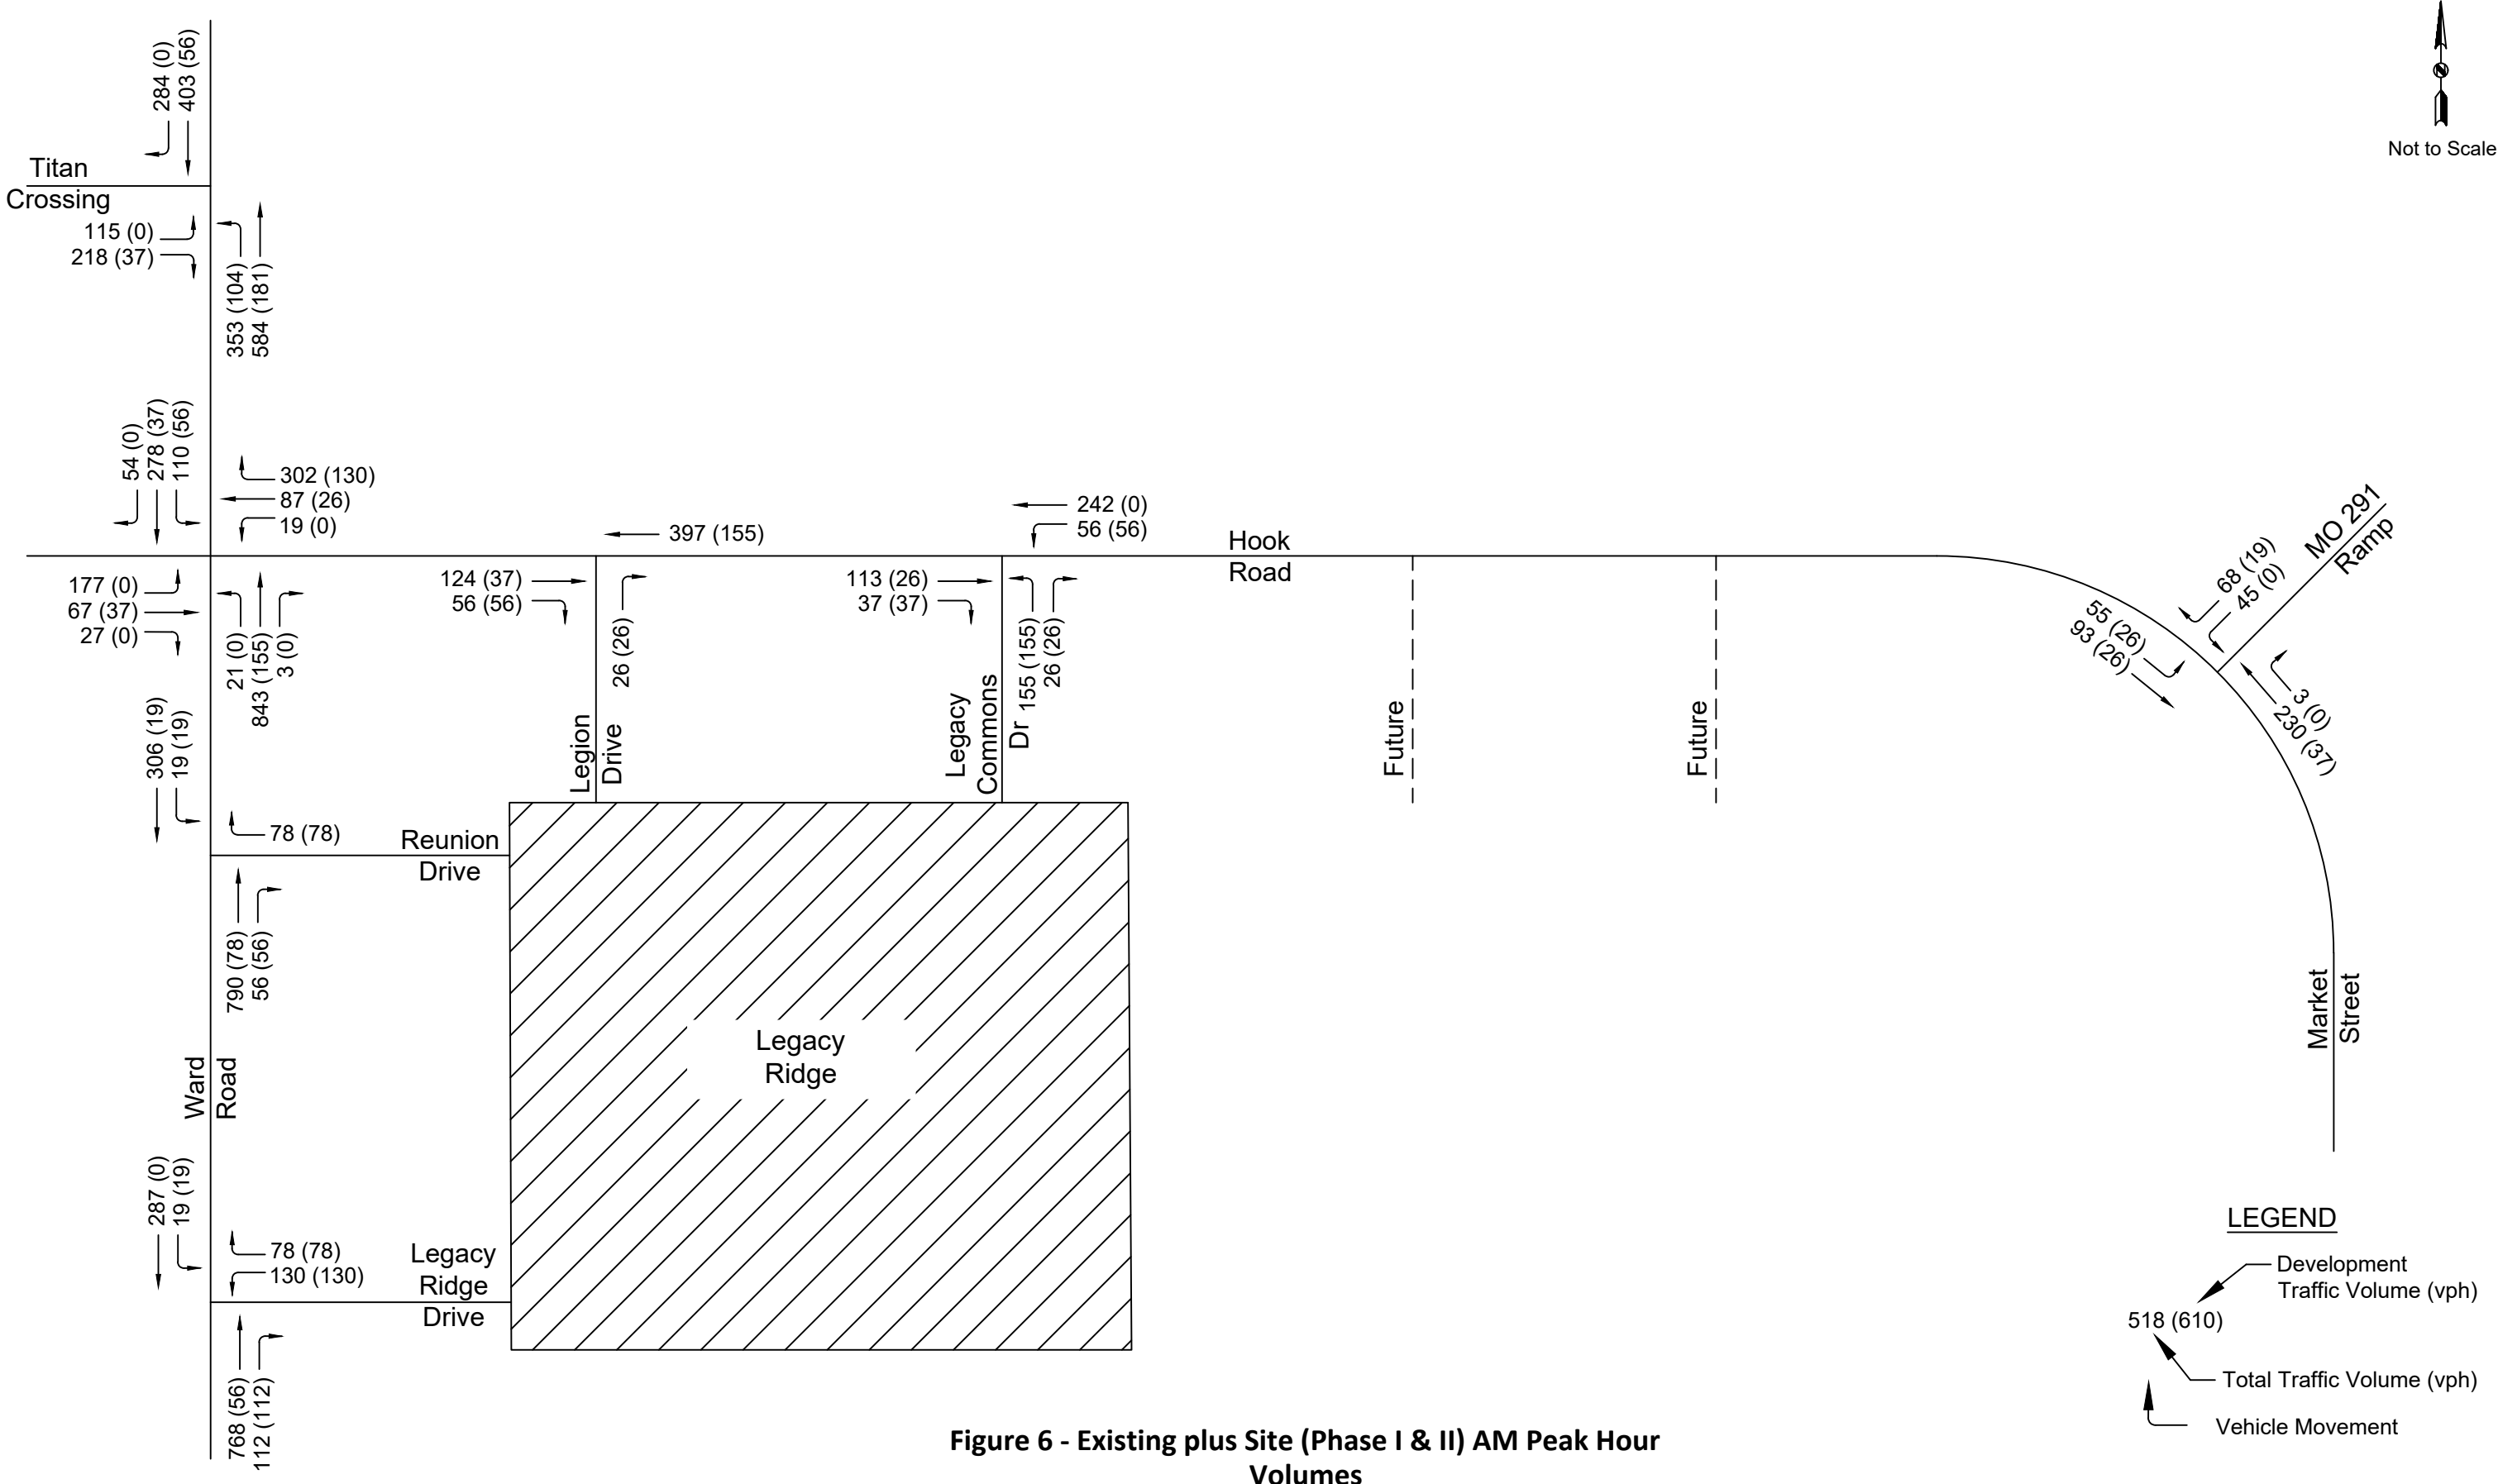 Not to Scale
284 (0)
403 (56)
Titan
Crossing
115 (0)
218 (37)
353 (104)
584 (181)
54 (0)
278 (37)
110 (56)
302 (130)
87 (26)
19 (0)
397 (155)
242 (0)
56 (56)
Hook
Road
MO 291
Ramp
68 (19)
45 (0)
55 (26)
93 (26)
3 (0)
230 (37)
177 (0)
67 (37)
27 (0)
21 (0)
843 (155)
3 (0)
124 (37)
56 (56)
26 (26)
113 (26)
37 (37)
155 (155)
26 (26)
Legion
Drive
Legacy
Commons
Dr
Future
Future
306 (19)
19 (19)
78 (78)
Reunion
Drive
790 (78)
56 (56)
Legacy
Ridge
Market
Street
Ward
Road
287 (0)
19 (19)
78 (78)
130 (130)
Legacy
Ridge
Drive
768 (56)
112 (112)
LEGEND
Development
Traffic Volume (vph)
518 (610)
Total Traffic Volume (vph)
Vehicle Movement
Figure 6 - Existing plus Site (Phase I & II) AM Peak Hour
Volumes